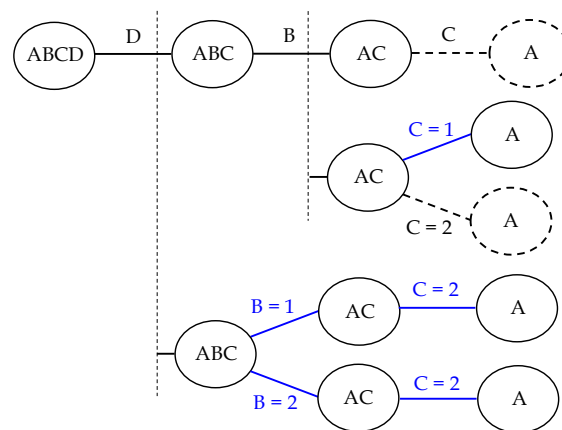 ABCD D ABC B AC C A
C = 1 A
AC
C = 2 A
B = 1 AC C = 2 A
ABC
B = 2 AC C = 2 A